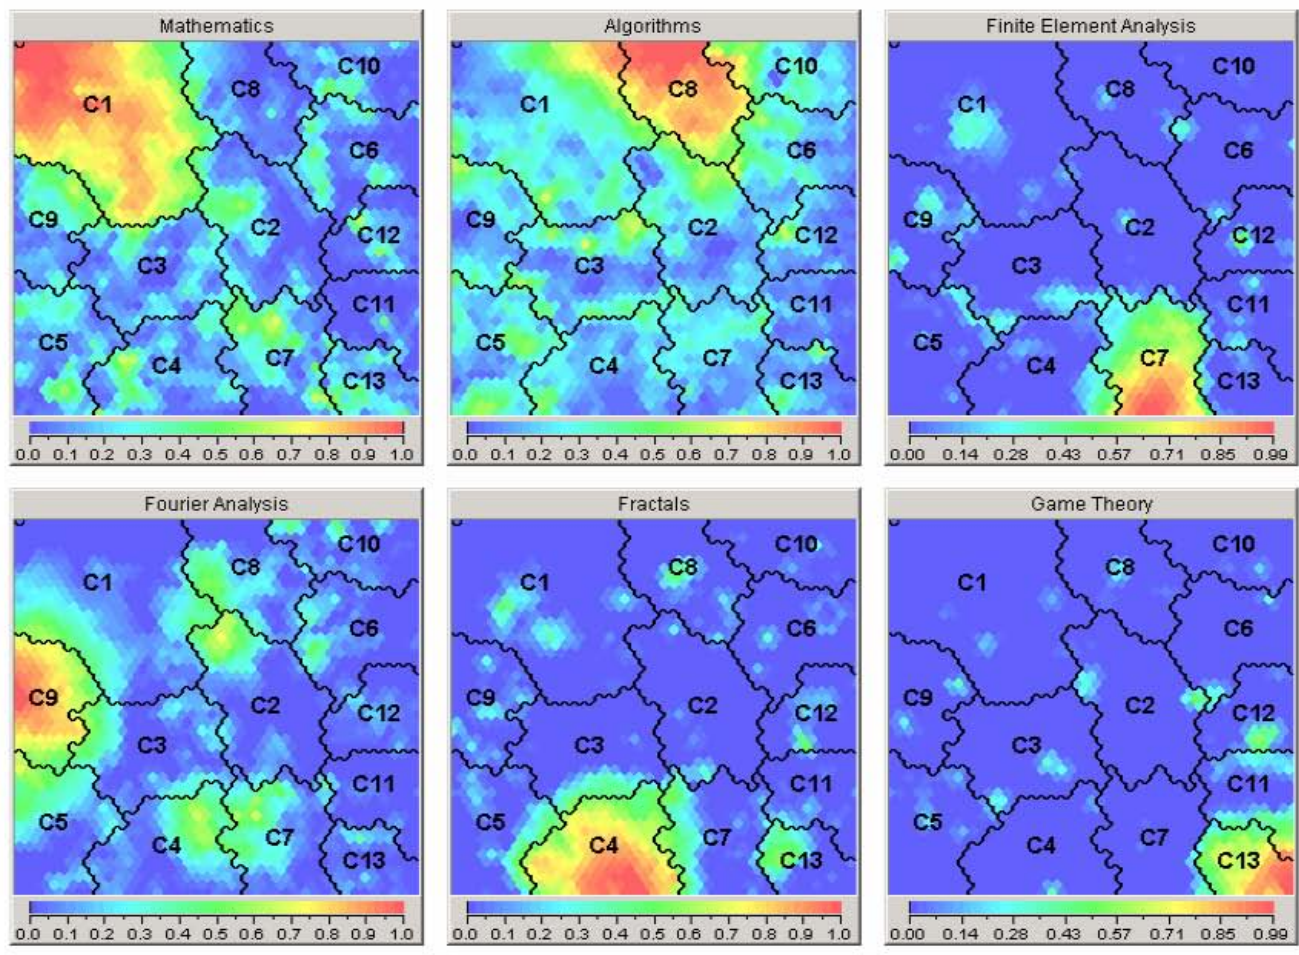 Mathematics
C10
C8
C1
C6
C9
C2
C12
C3
C11
C5
C4
C7
C13
0.0 0.1 0.2 0.3 0.4 0.5 0.6 0.7 0.8 0.9 1.0
Algorithms
C10
C8
C1
C6
C9
C2
C12
C3
C11
C5
C4
C7
C13
0.0 0.1 0.2 0.3 0.4 0.5 0.6 0.7 0.8 0.9 1.0
Finite Element Analysis
C10
C8
C1
C6
C9
C2
C12
C3
C11
C5
C4
C7
C13
0.00 0.14 0.28 0.43 0.57 0.71 0.85 0.99
Fourier Analysis
C10
C8
C1
C6
C9
C2
C12
C3
C11
C5
C4
C7
C13
0.0 0.1 0.2 0.3 0.4 0.5 0.6 0.7 0.8 0.9 1.0
Fractals
C10
C8
C1
C6
C9
C2
C12
C3
C11
C5
C4
C7
C13
0.0 0.1 0.2 0.3 0.4 0.5 0.6 0.7 0.8 0.9 1.0
Game Theory
C10
C8
C1
C6
C9
C2
C12
C3
C11
C5
C4
C7
C13
0.00 0.14 0.28 0.43 0.57 0.71 0.85 0.99